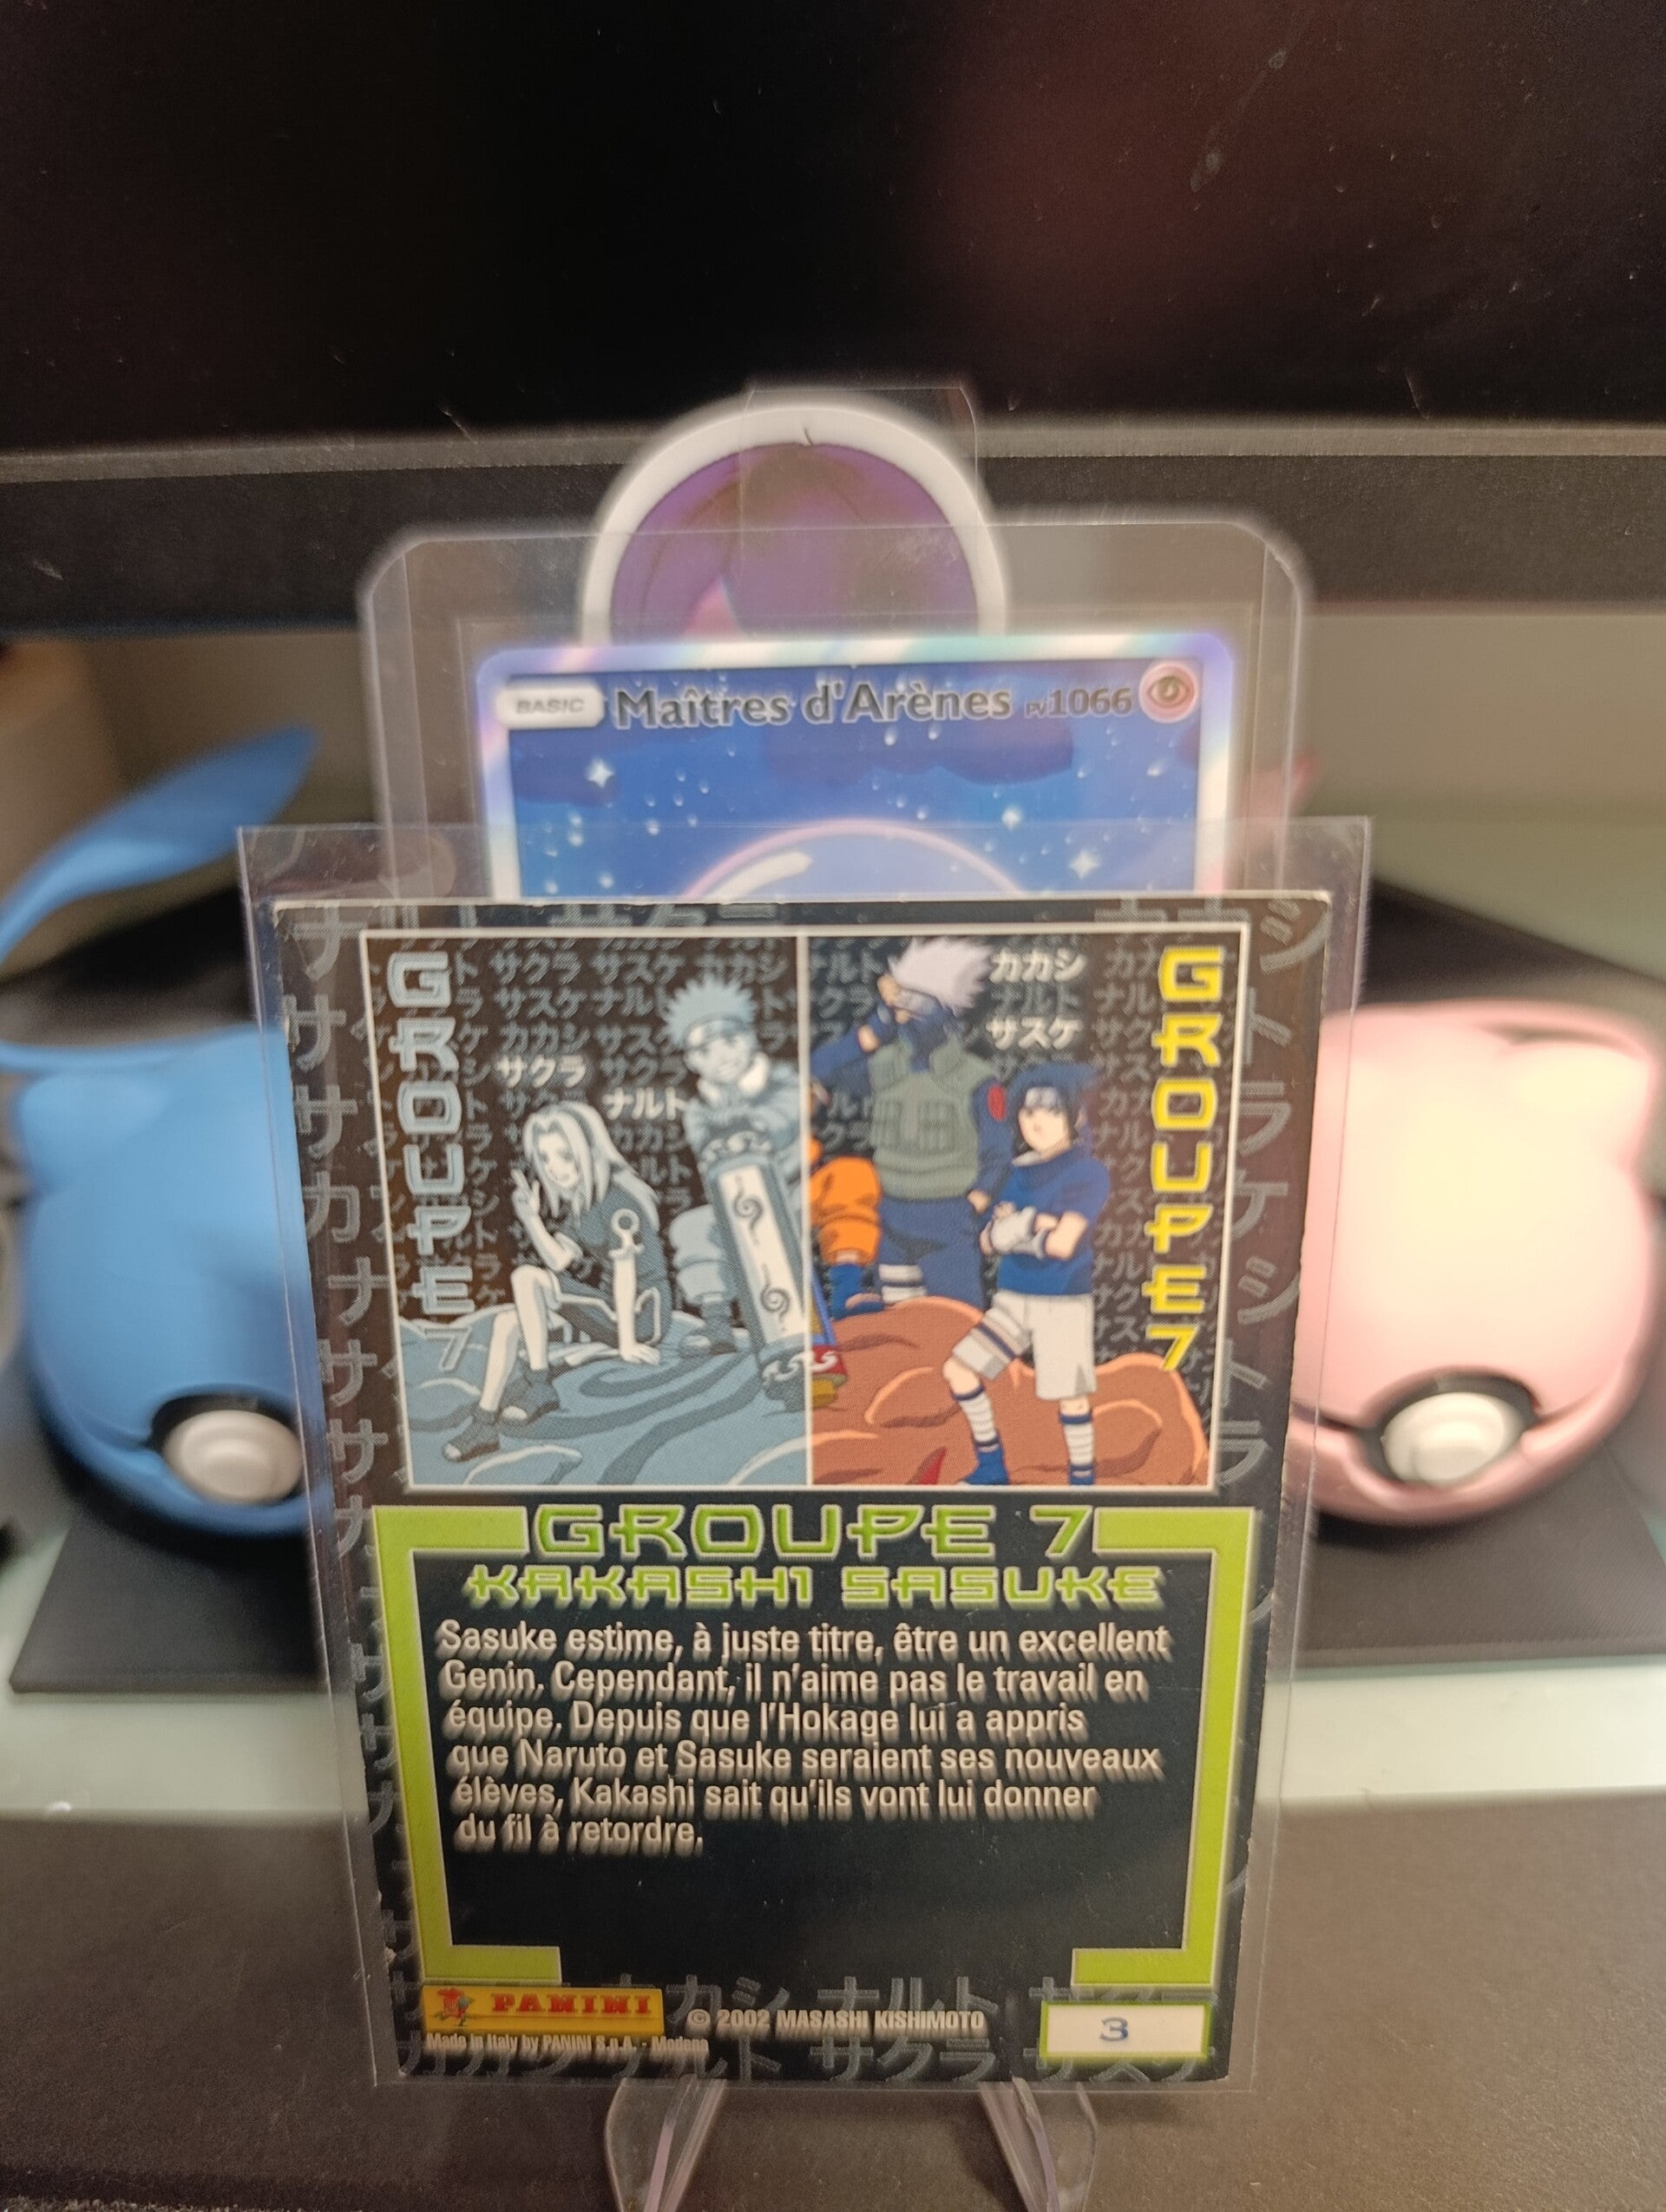 BASIC Maîtres d'Arènes PV1066
GROUPE 7
サクラ
ナルト
カカシ
サスケ
GROUPE 7
GROUPE 7
KAKASHI SASUKE
Sasuke estime, à juste titre, être un excellent
Genin. Cependant, il n'aime pas le travail en
équipe. Depuis que l'Hokage lui a appris
que Naruto et Sasuke seraient ses nouveaux
élèves, Kakashi sait qu'ils vont lui donner
du fil à retordre.
PANINI
© 2002 MASASHI KISHIMOTO
3
Made in Italy by PANINI S.p.A. - Modena